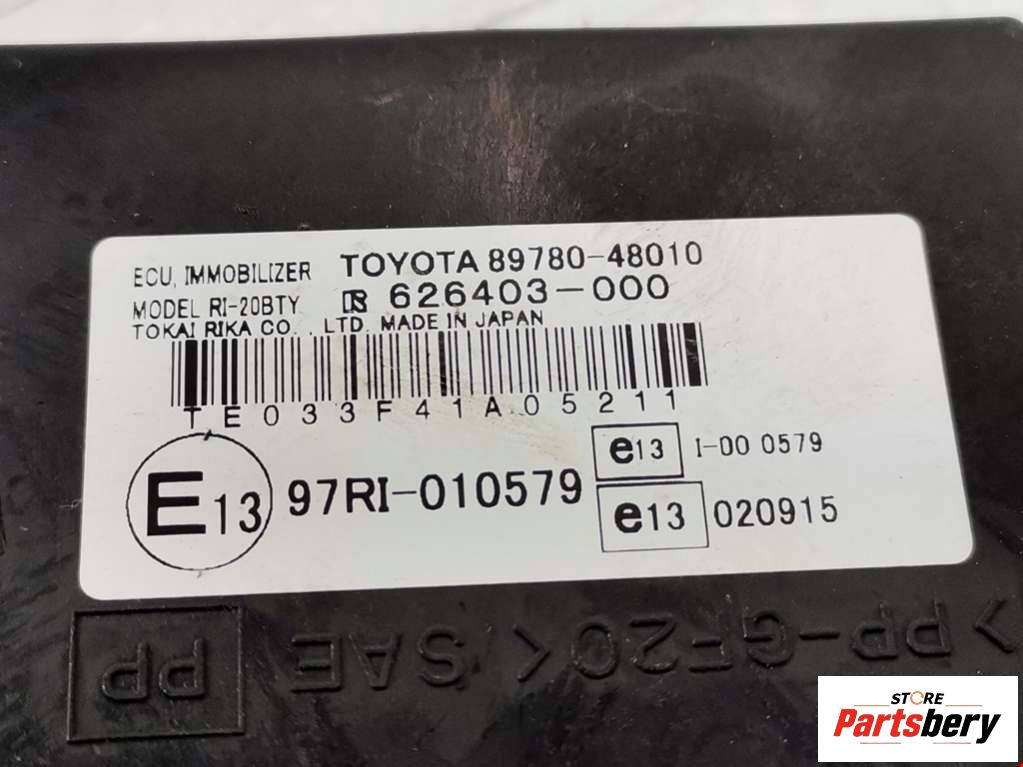 ECU, IMMOBILIZER TOYOTA 89780-48010
MODEL RI-20BTY 626403-000
TOKAI RIKA CO., LTD. MADE IN JAPAN
TE033F41A05211
E13 97RI-010579
e13 I-00 0579
e13 020915
>PP-GF20</SAE PP
STORE
Partsbery